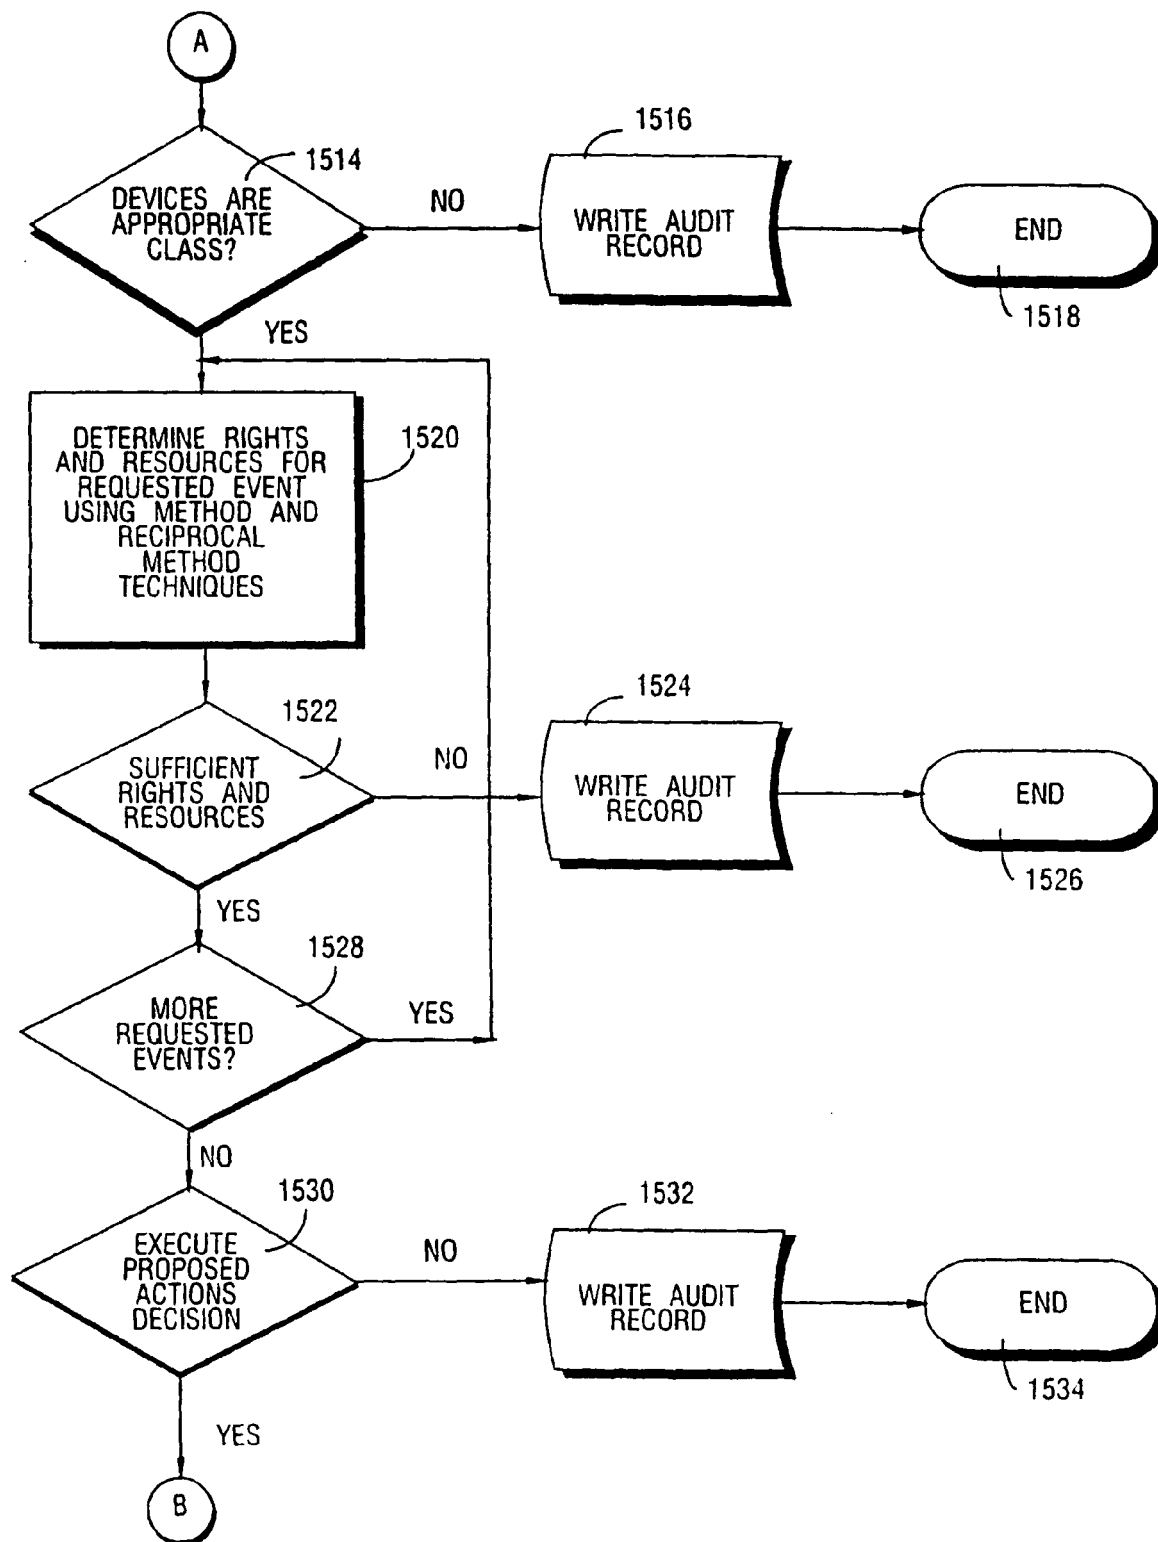 A
1514
DEVICES ARE
APPROPRIATE
CLASS?
NO
1516
WRITE AUDIT
RECORD
END
1518
YES
DETERMINE RIGHTS
AND RESOURCES FOR
REQUESTED EVENT
USING METHOD AND
RECIPROCAL
METHOD
TECHNIQUES
1520
1522
SUFFICIENT
RIGHTS AND
RESOURCES
NO
1524
WRITE AUDIT
RECORD
END
1526
YES
1528
MORE
REQUESTED
EVENTS?
YES
NO
1530
EXECUTE
PROPOSED
ACTIONS
DECISION
NO
1532
WRITE AUDIT
RECORD
END
1534
YES
B